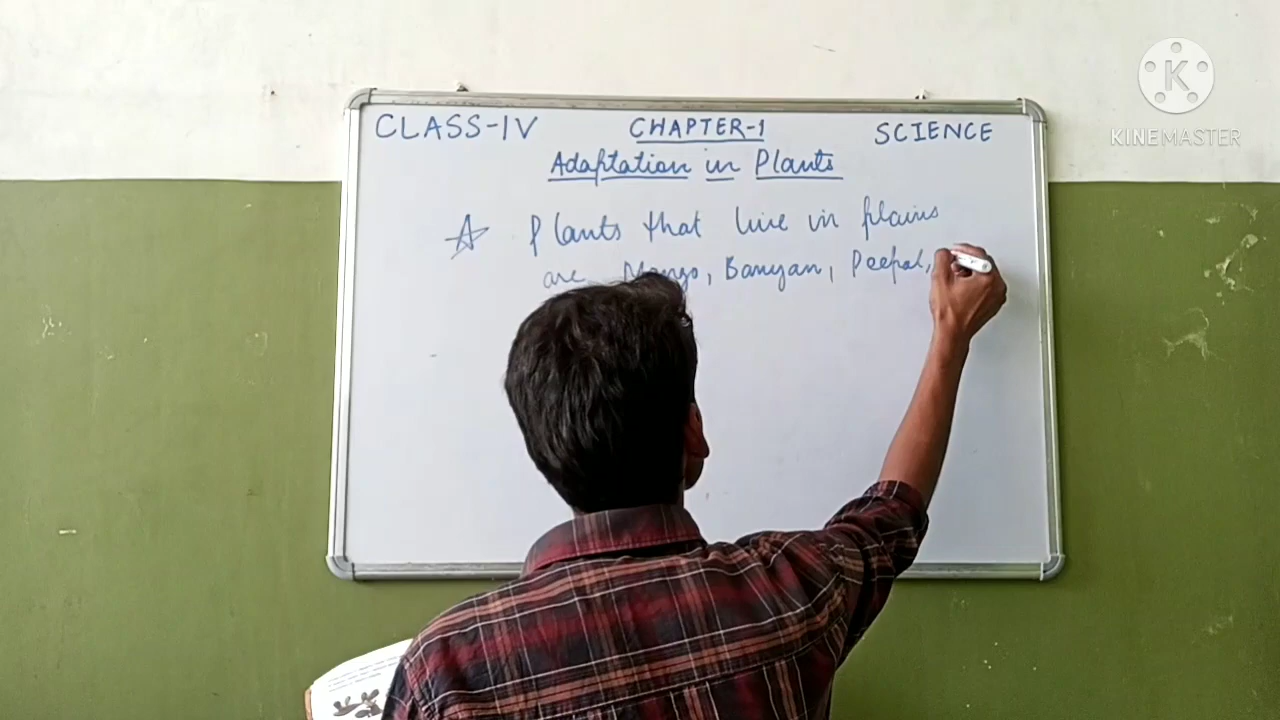 CLASS-IV CHAPTER-1 SCIENCE
Adaptation in Plants
Plants that live in plains
are Mango, Banyan, Peepal,
K
KINEMASTER